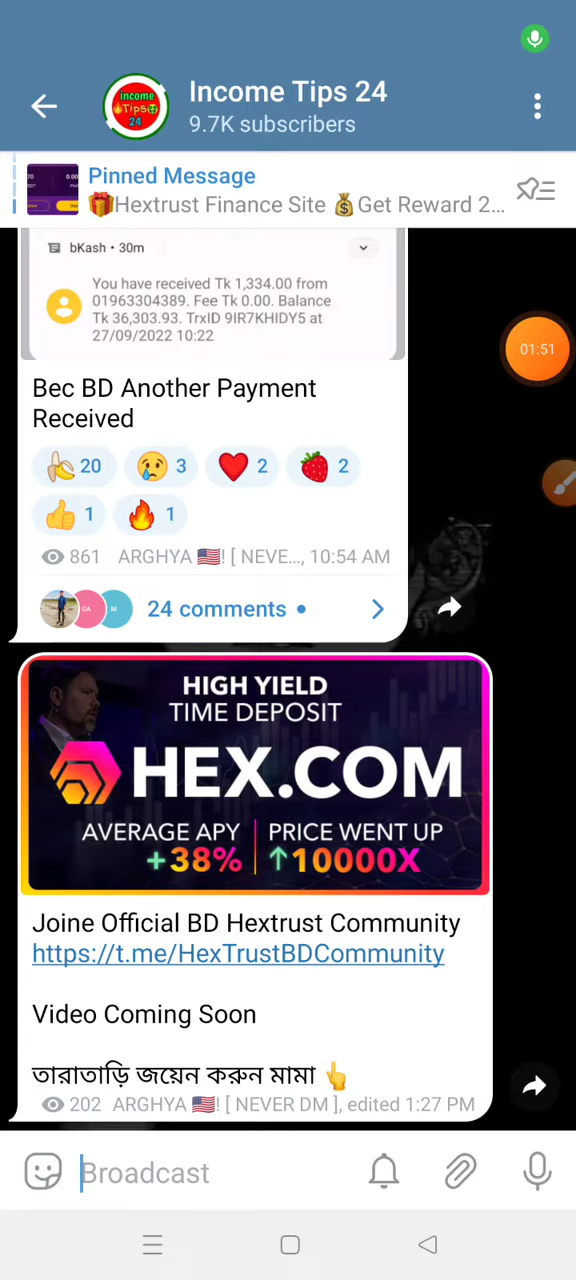 Income Tips 24
9.7K subscribers
income
Tips
24
Pinned Message
🎁Hextrust Finance Site 💰Get Reward 2...
bKash • 30m
You have received Tk 1,334.00 from
01963304389. Fee Tk 0.00. Balance
Tk 36,303.93. TrxID 9IR7KHIDY5 at
27/09/2022 10:22
01:51
Bec BD Another Payment
Received
🍌 20 😢 3 ❤️ 2 🍓 2
👍 1 🔥 1
861 ARGHYA 🇺🇸! [ NEVE..., 10:54 AM
DA M 24 comments •
HIGH YIELD
TIME DEPOSIT
HEX.COM
AVERAGE APY PRICE WENT UP
+38% ↑10000X
Joine Official BD Hextrust Community
https://t.me/HexTrustBDCommunity
Video Coming Soon
তারাতাড়ি জয়েন করুন মামা 👆
202 ARGHYA 🇺🇸! [ NEVER DM ], edited 1:27 PM
Broadcast